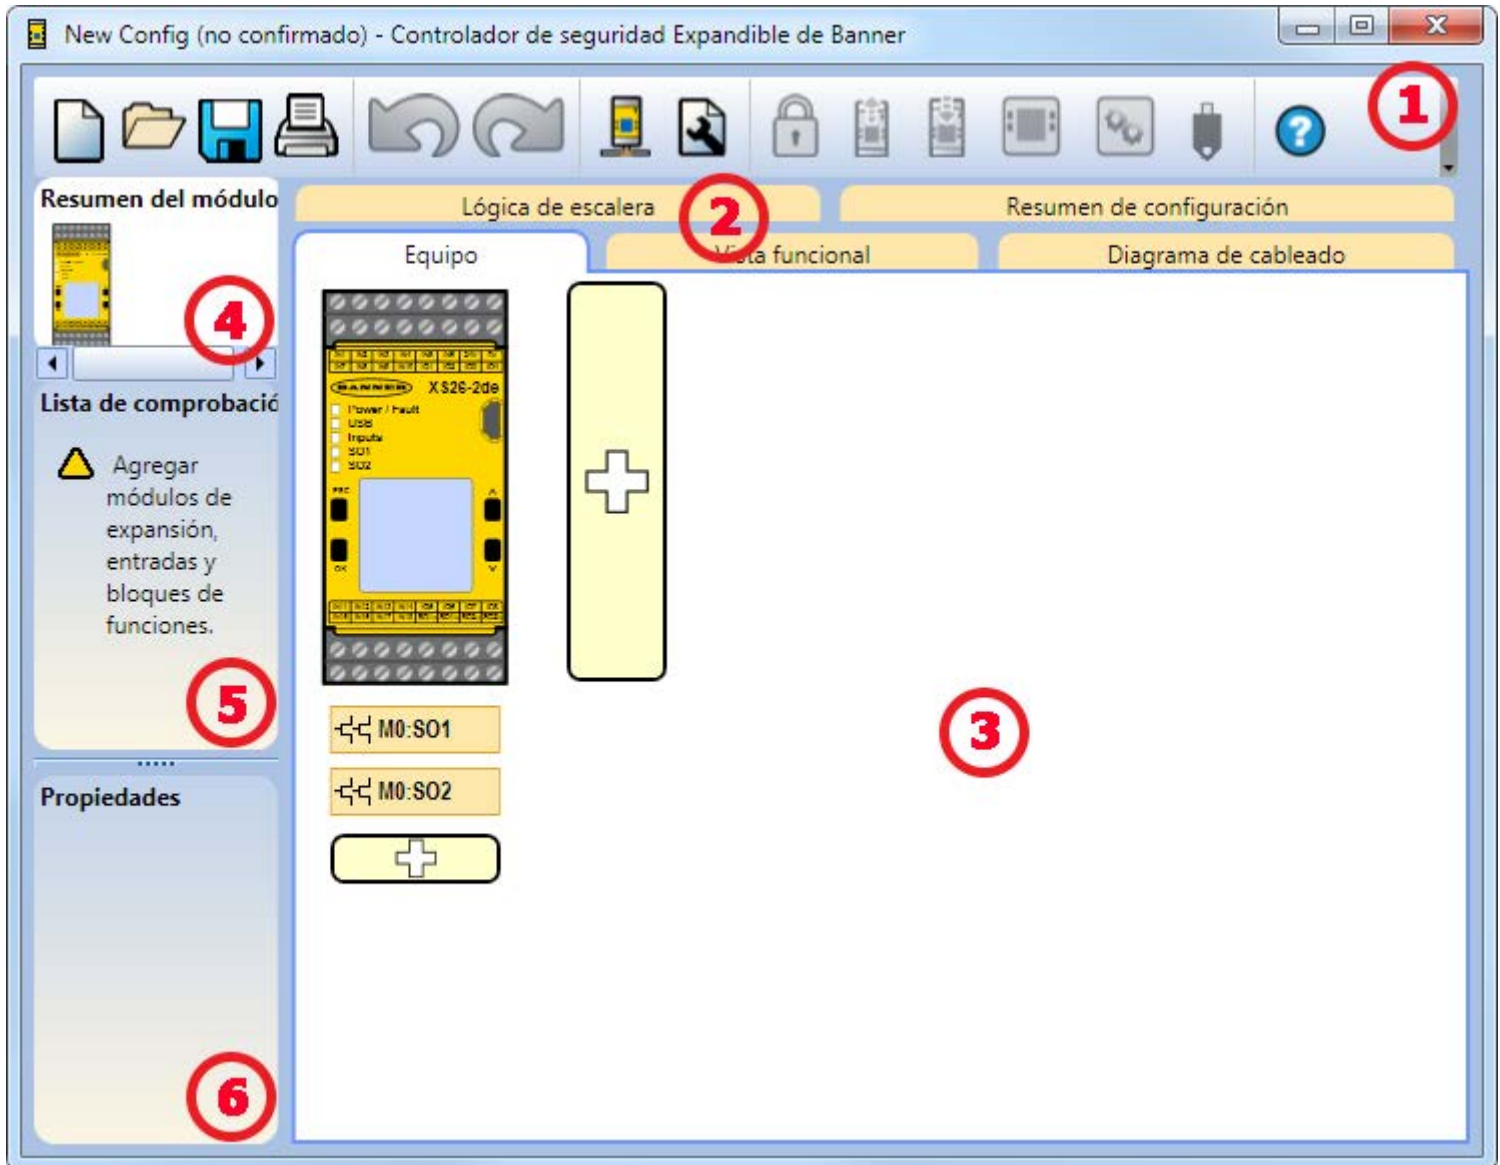 New Config (no confirmado) - Controlador de seguridad Expandible de Banner
1
Resumen del módulo
Lógica de escalera
2
Resumen de configuración
Equipo
Vista funcional
Diagrama de cableado
4
Lista de comprobació
Agregar
módulos de
expansión,
entradas y
bloques de
funciones.
5
Propiedades
6
BANNER
XS26-2de
Power / Fault
USB
Inputs
SO1
SO2
OK
M0:SO1
M0:SO2
3